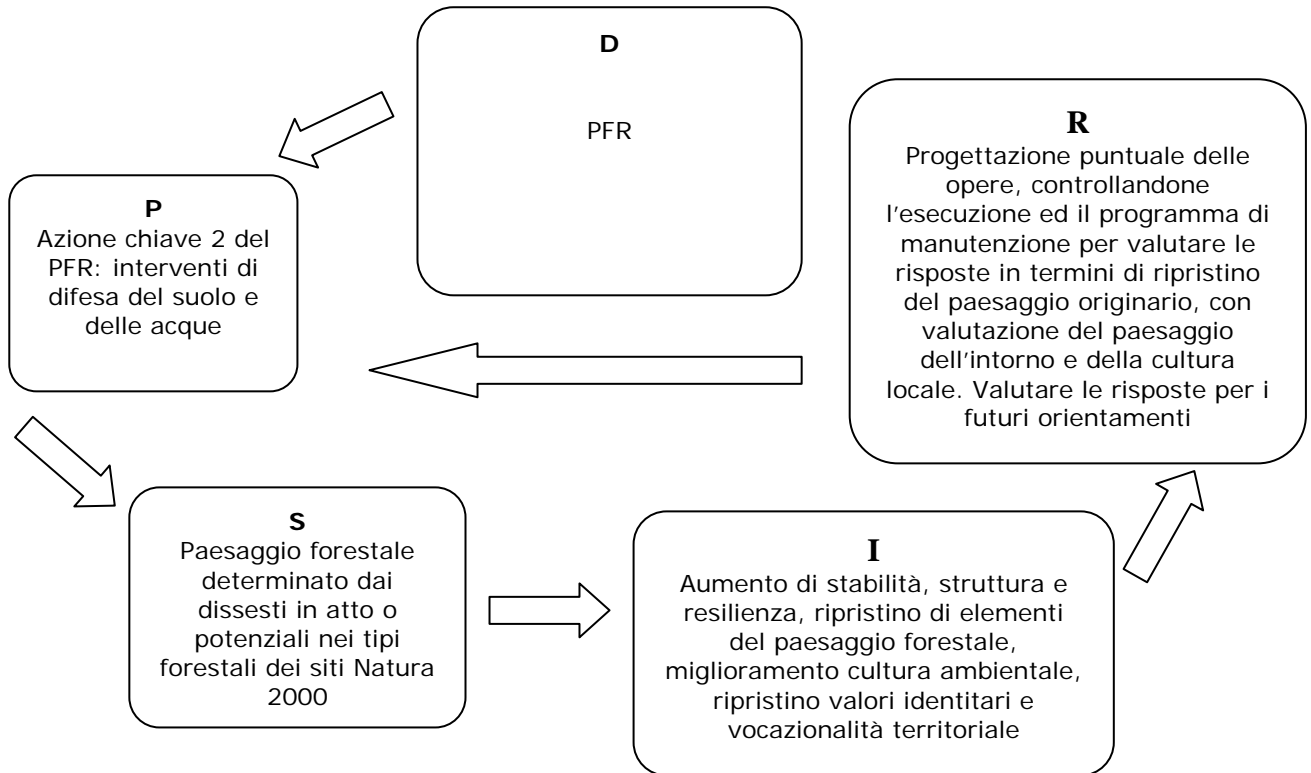 D
PFR
R
Progettazione puntuale delle
opere, controllandone
l'esecuzione ed il programma di
manutenzione per valutare le
risposte in termini di ripristino
del paesaggio originario, con
valutazione del paesaggio
dell'intorno e della cultura
locale. Valutare le risposte per i
futuri orientamenti
P
Azione chiave 2 del
PFR: interventi di
difesa del suolo e
delle acque
S
Paesaggio forestale
determinato dai
dissesti in atto o
potenziali nei tipi
forestali dei siti Natura
2000
I
Aumento di stabilità, struttura e
resilienza, ripristino di elementi
del paesaggio forestale,
miglioramento cultura ambientale,
ripristino valori identitari e
vocazionalità territoriale